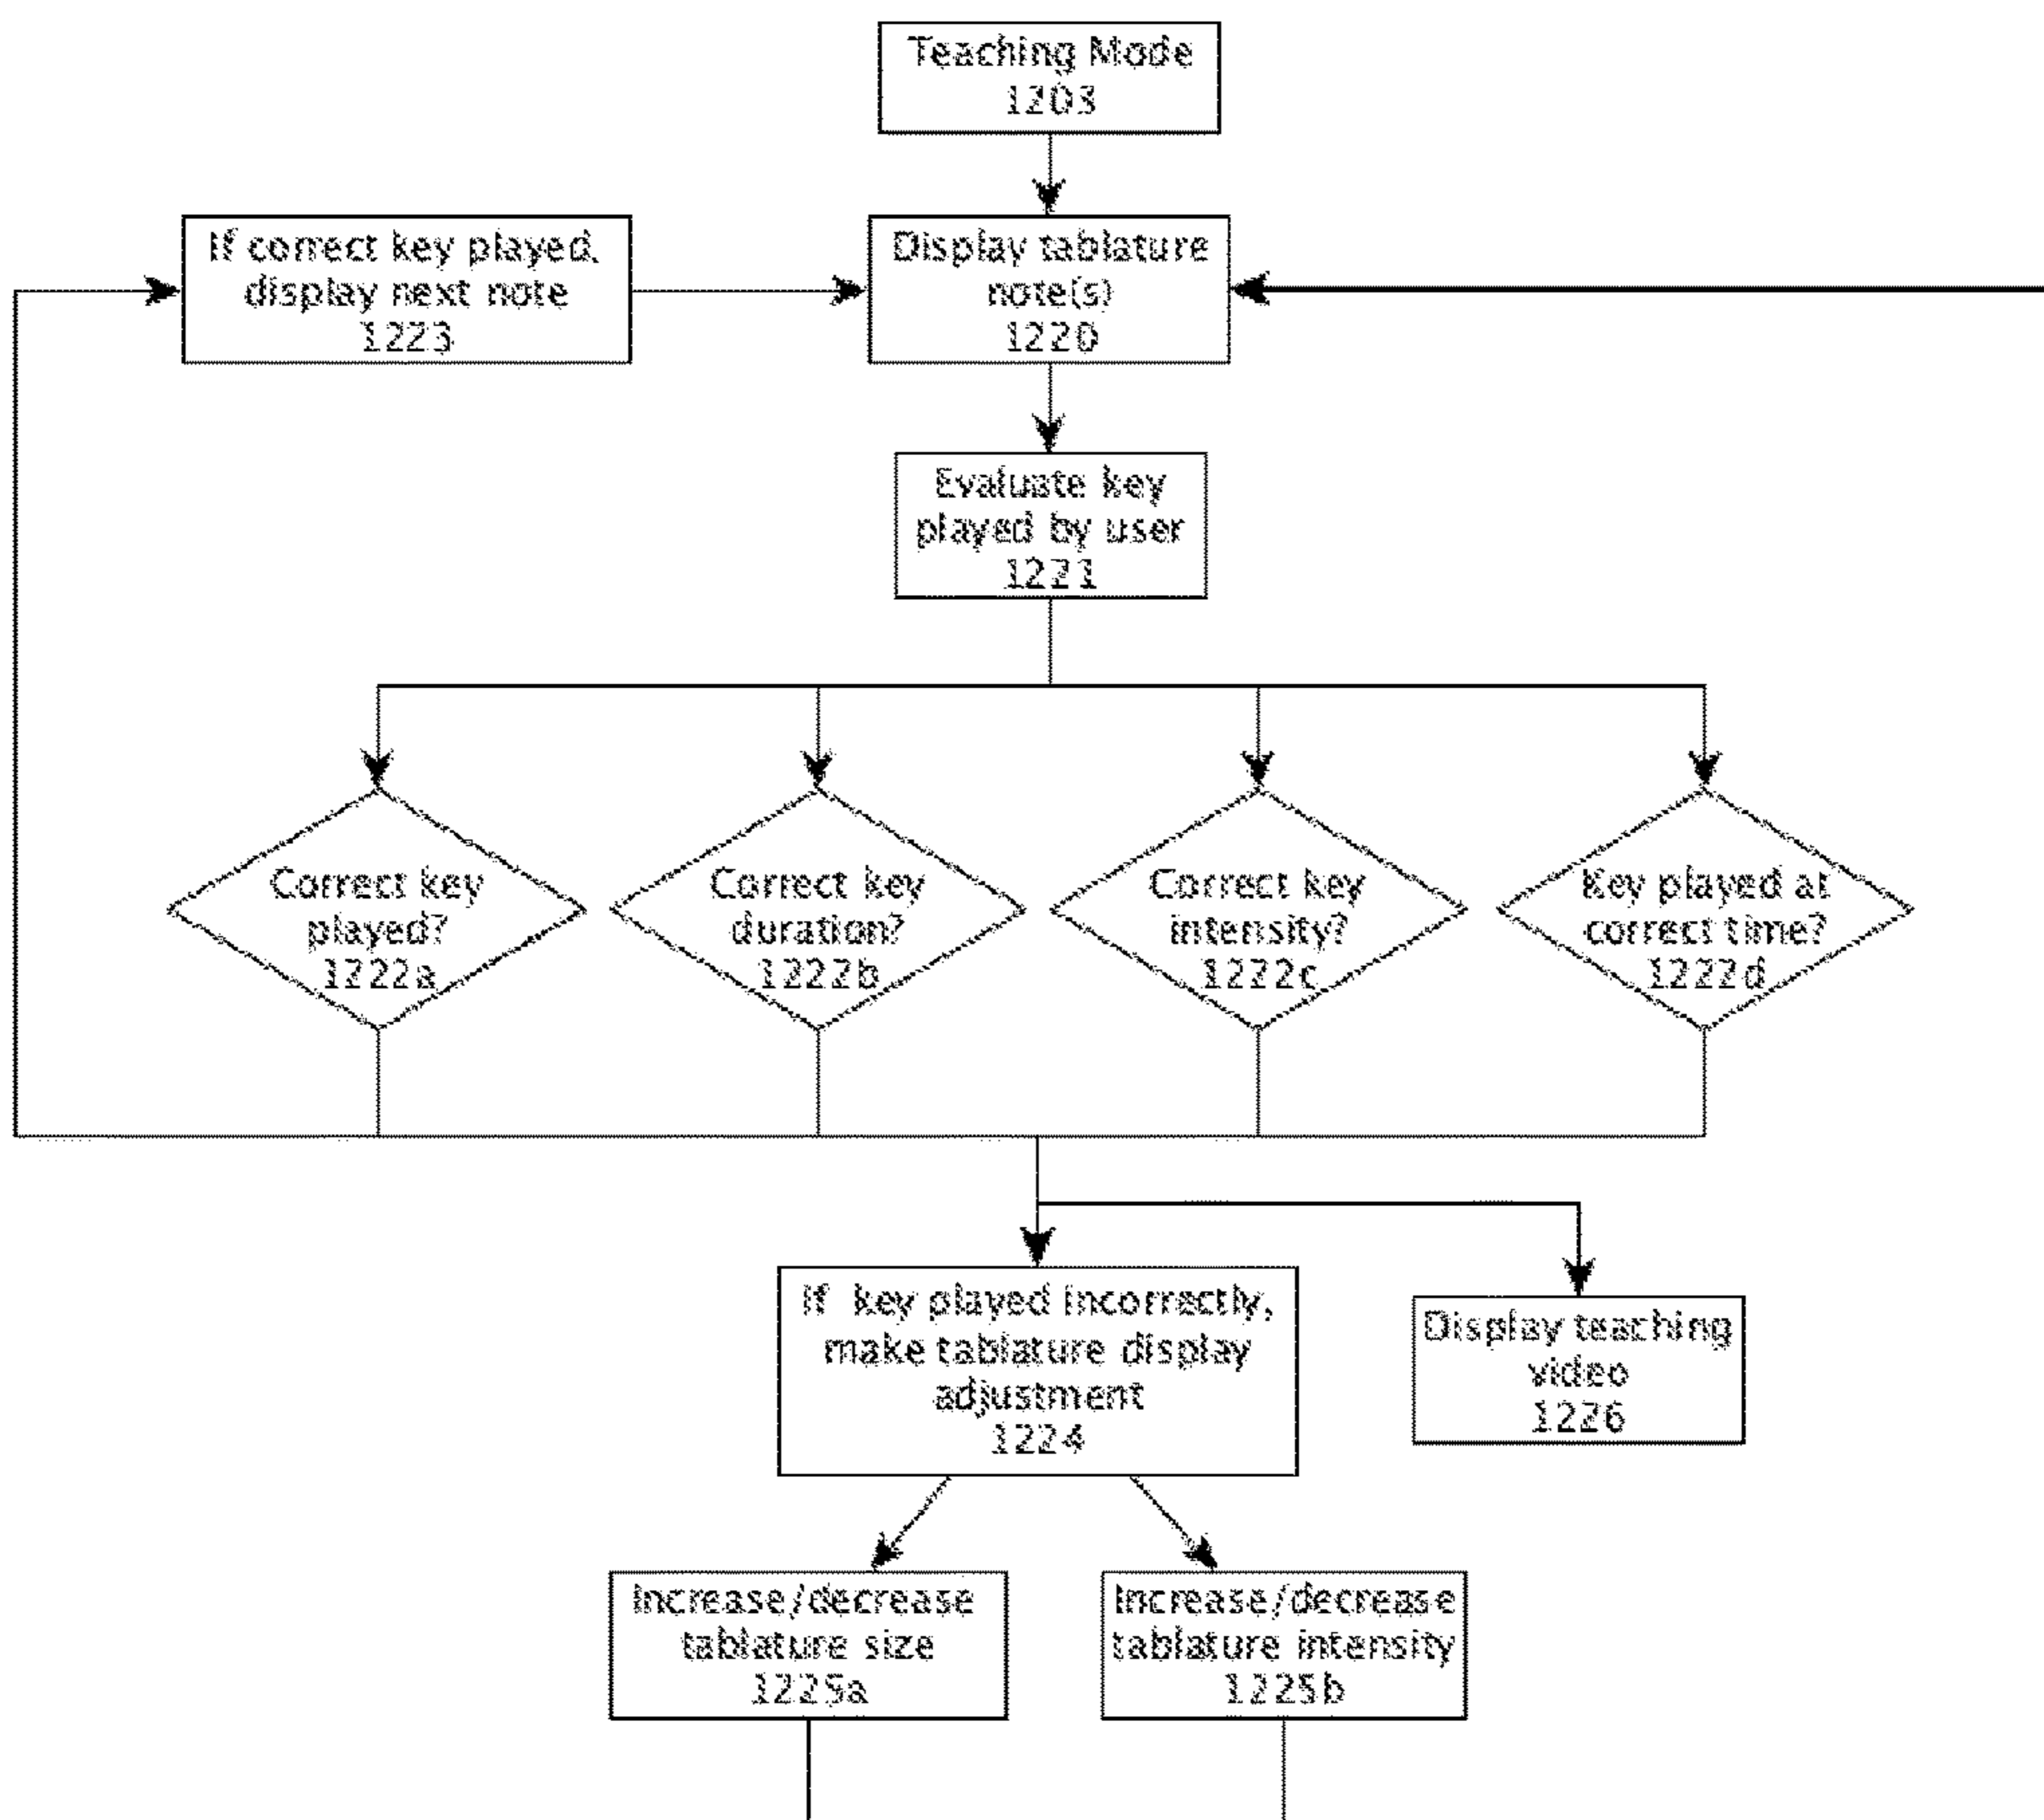 Teaching Mode
1203
If correct key played,
display next note
1223
Display tablature
note(s)
1220
Evaluate key
played by user
1221
Correct key
played?
1222a
Correct key
duration?
1222b
Correct key
intensity?
1222c
Key played at
correct time?
1222d
If key played incorrectly,
make tablature display
adjustment
1224
Display teaching
video
1226
Increase/decrease
tablature size
1225a
Increase/decrease
tablature intensity
1225b